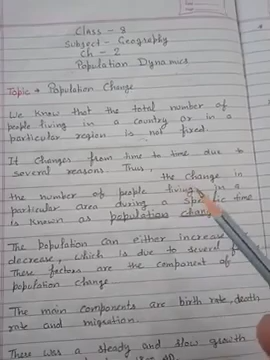 Class - 8
Subject - Geography
Ch - 2
Population Dynamics
Topic → Population Change
We know that the total number of
people living in a country or in a
particular region is not fixed.
It changes from time to time due to
several reasons. Thus, the change in
the number of people living in a
particular area during a specific time
is known as population change
The population can either increase
decrease, which is due to several
These factors are the component of
population change
The main components are birth rate, death
rate and migration.
There was a steady and slow growth